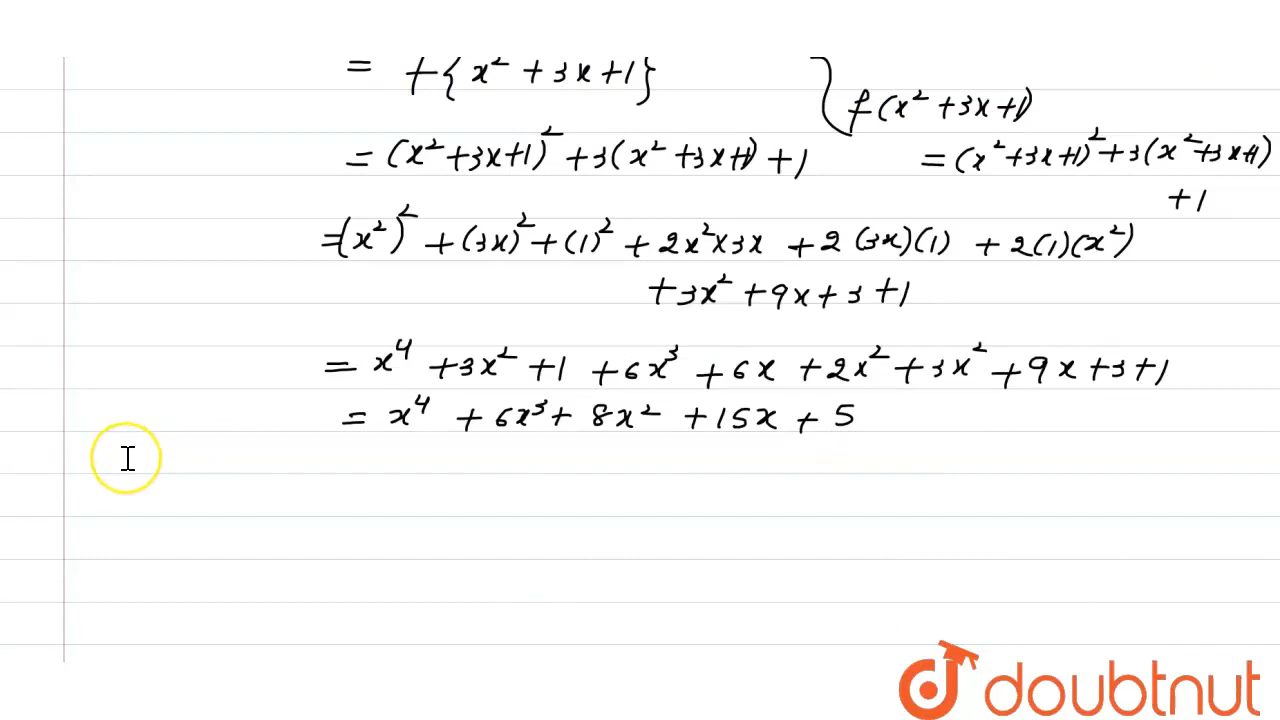 = f{x² + 3x + 1}
f(x² + 3x + 1)
= (x² + 3x + 1)² + 3(x² + 3x + 1) + 1
= (x² + 3x + 1)² + 3(x² + 3x + 1)
+ 1
= (x²)² + (3x)² + (1)² + 2x² × 3x + 2(3x)(1) + 2(1)(x²)
+ 3x² + 9x + 3 + 1
= x⁴ + 3x² + 1 + 6x³ + 6x + 2x² + 3x² + 9x + 3 + 1
= x⁴ + 6x³ + 8x² + 15x + 5
doubtnut